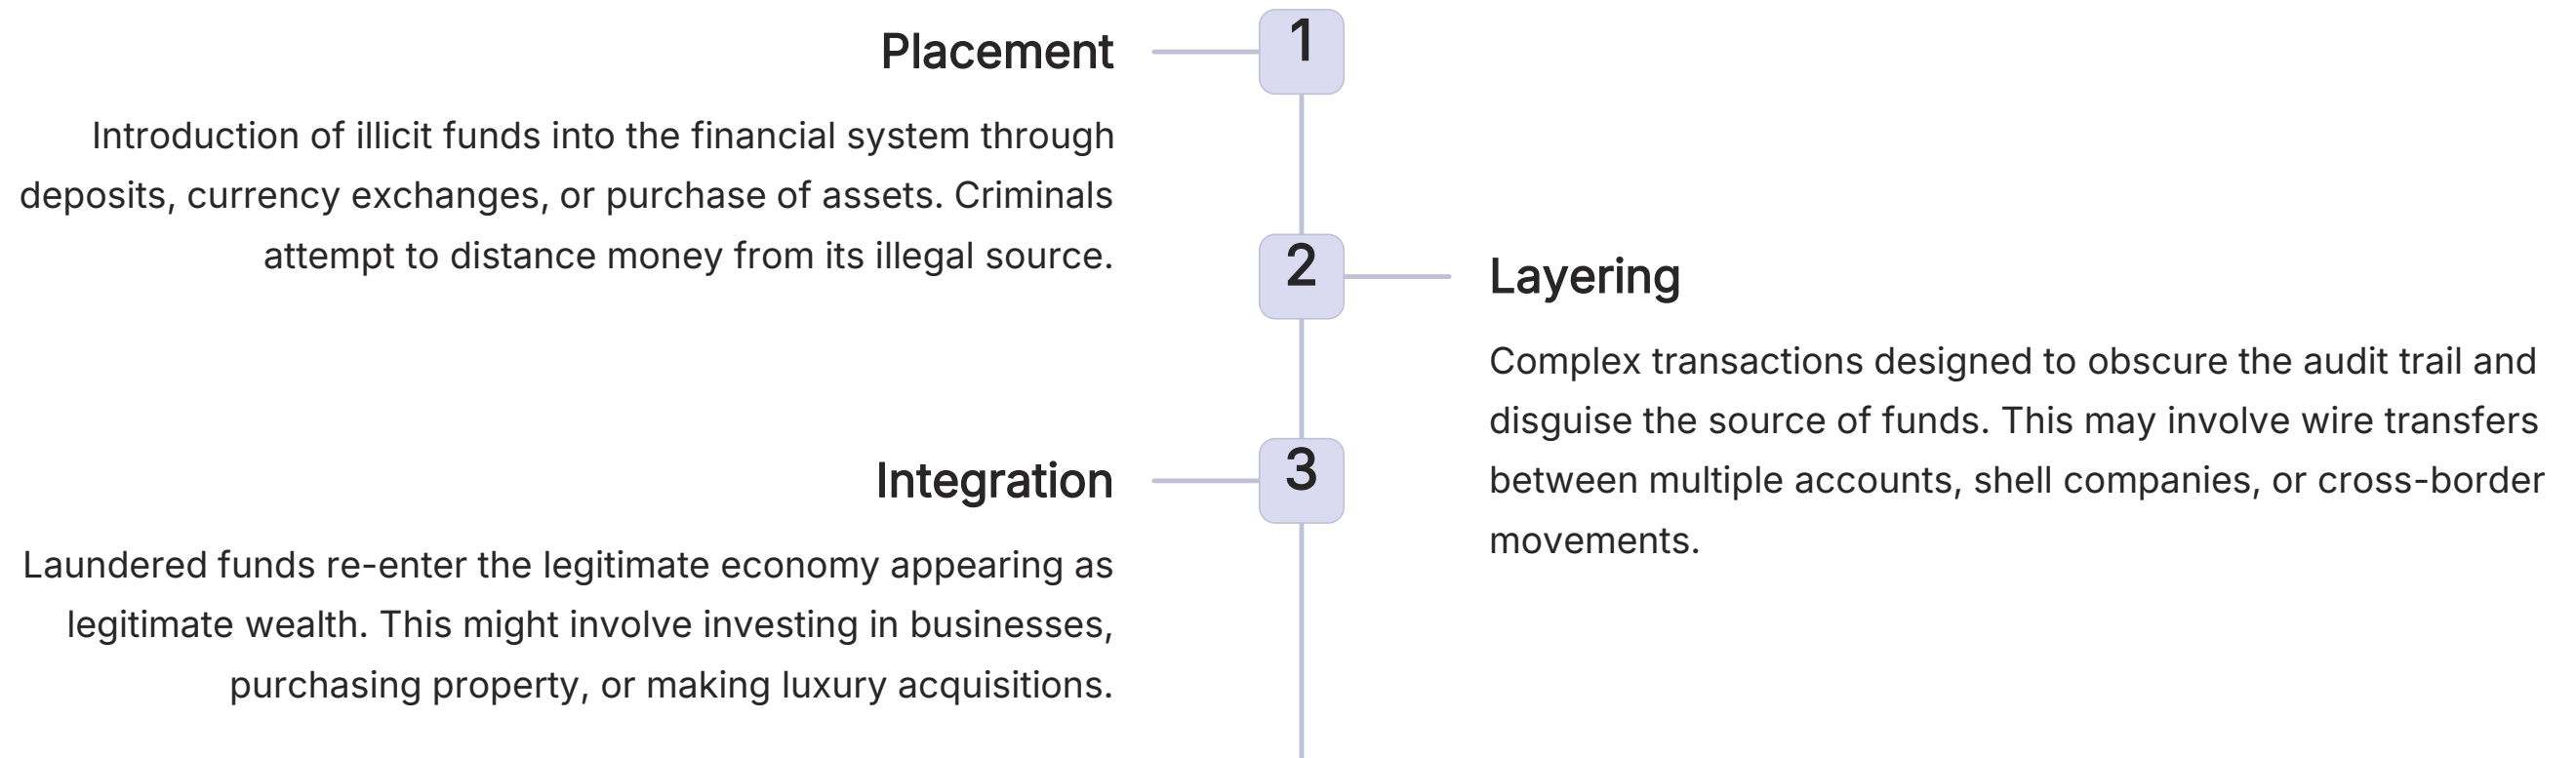 1
Placement
Introduction of illicit funds into the financial system through
deposits, currency exchanges, or purchase of assets. Criminals
attempt to distance money from its illegal source.
2
Layering
Complex transactions designed to obscure the audit trail and
disguise the source of funds. This may involve wire transfers
between multiple accounts, shell companies, or cross-border
movements.
3
Integration
Laundered funds re-enter the legitimate economy appearing as
legitimate wealth. This might involve investing in businesses,
purchasing property, or making luxury acquisitions.